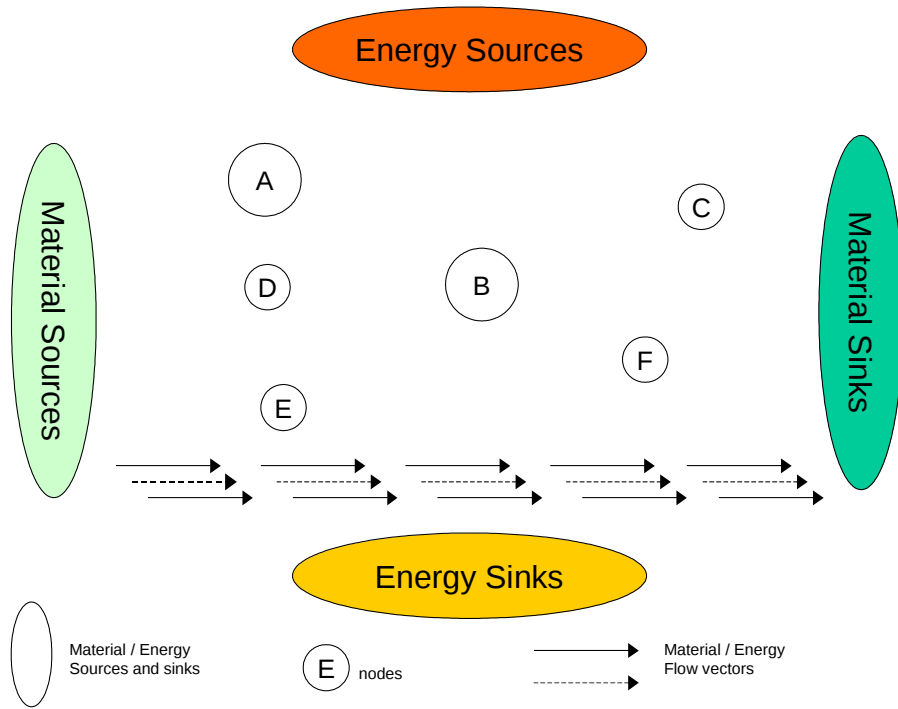 Energy Sources
Material Sources
A
C
D
B
F
E
Material Sinks
Energy Sinks
Material / Energy
Sources and sinks
E
nodes
Material / Energy
Flow vectors